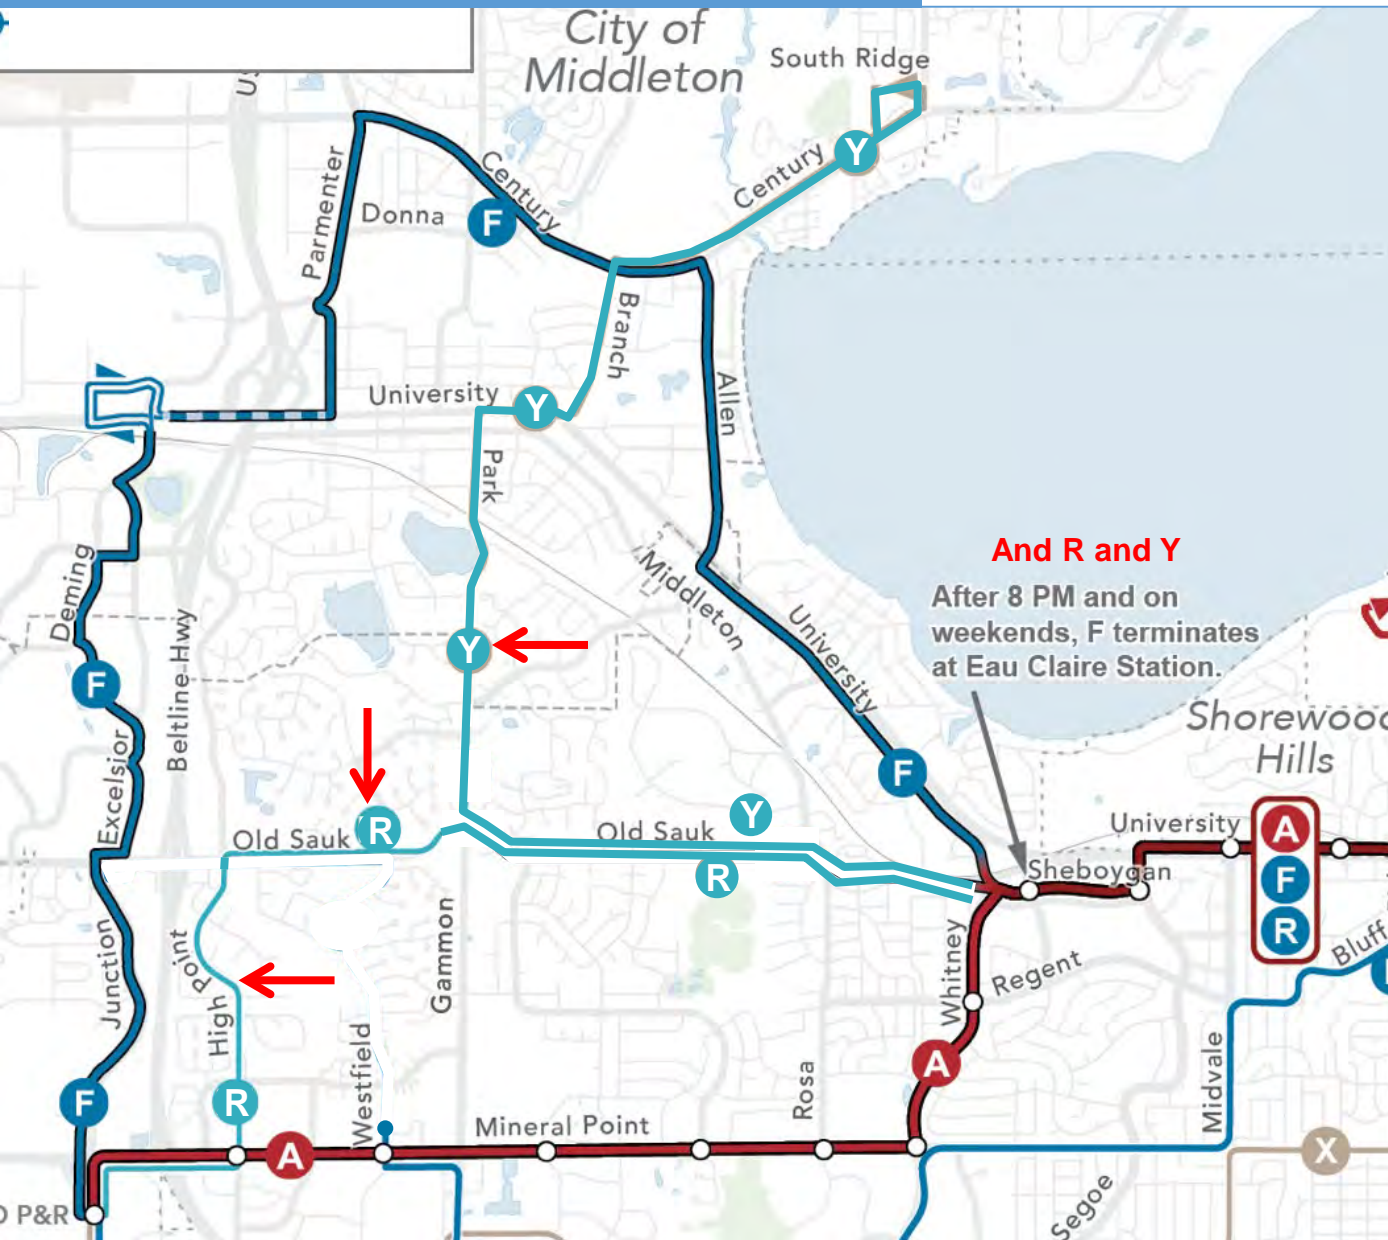 City of
Middleton
South Ridge
US
Century
Y
Parmenter
Donna
F
Century
Branch
University
Y
Allen
Park
And R and Y
After 8 PM and on
weekends, F terminates
at Eau Claire Station.
Deming
Middleton
University
Beltline Hwy
Y
F
Shorewood
Hills
Excelsior
F
Old Sauk
R
Old Sauk
Y
R
University
A
F
R
Sheboygan
Bluff
Junction
High Point
Gammon
Whitney
Regent
Westfield
Midvale
Rosa
A
F
R
A
Mineral Point
X
Segoe
P&R